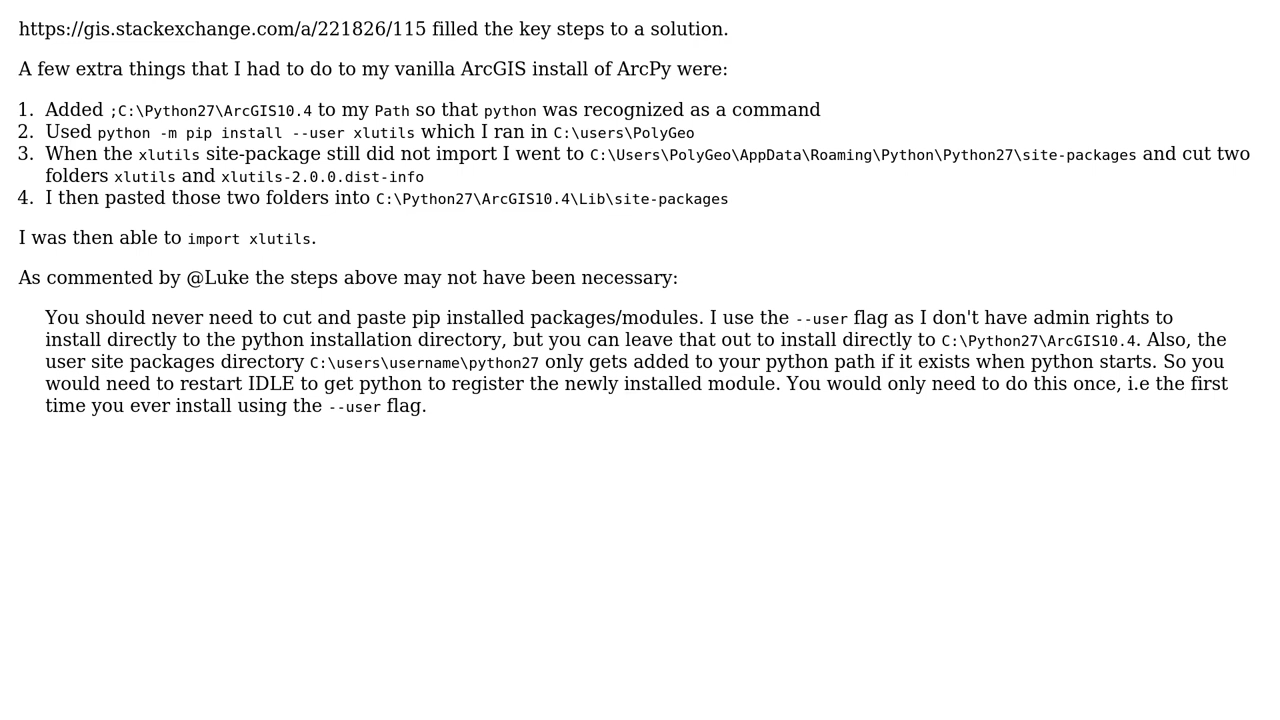 https://gis.stackexchange.com/a/221826/115 filled the key steps to a solution.
A few extra things that I had to do to my vanilla ArcGIS install of ArcPy were:
1. Added ;C:\Python27\ArcGIS10.4 to my Path so that python was recognized as a command
2. Used python -m pip install --user xlutils which I ran in C:\users\PolyGeo
3. When the xlutils site-package still did not import I went to C:\Users\PolyGeo\AppData\Roaming\Python\Python27\site-packages and cut two
folders xlutils and xlutils-2.0.0.dist-info
4. I then pasted those two folders into C:\Python27\ArcGIS10.4\Lib\site-packages
I was then able to import xlutils.
As commented by @Luke the steps above may not have been necessary:
You should never need to cut and paste pip installed packages/modules. I use the --user flag as I don't have admin rights to
install directly to the python installation directory, but you can leave that out to install directly to C:\Python27\ArcGIS10.4. Also, the
user site packages directory C:\users\username\python27 only gets added to your python path if it exists when python starts. So you
would need to restart IDLE to get python to register the newly installed module. You would only need to do this once, i.e the first
time you ever install using the --user flag.